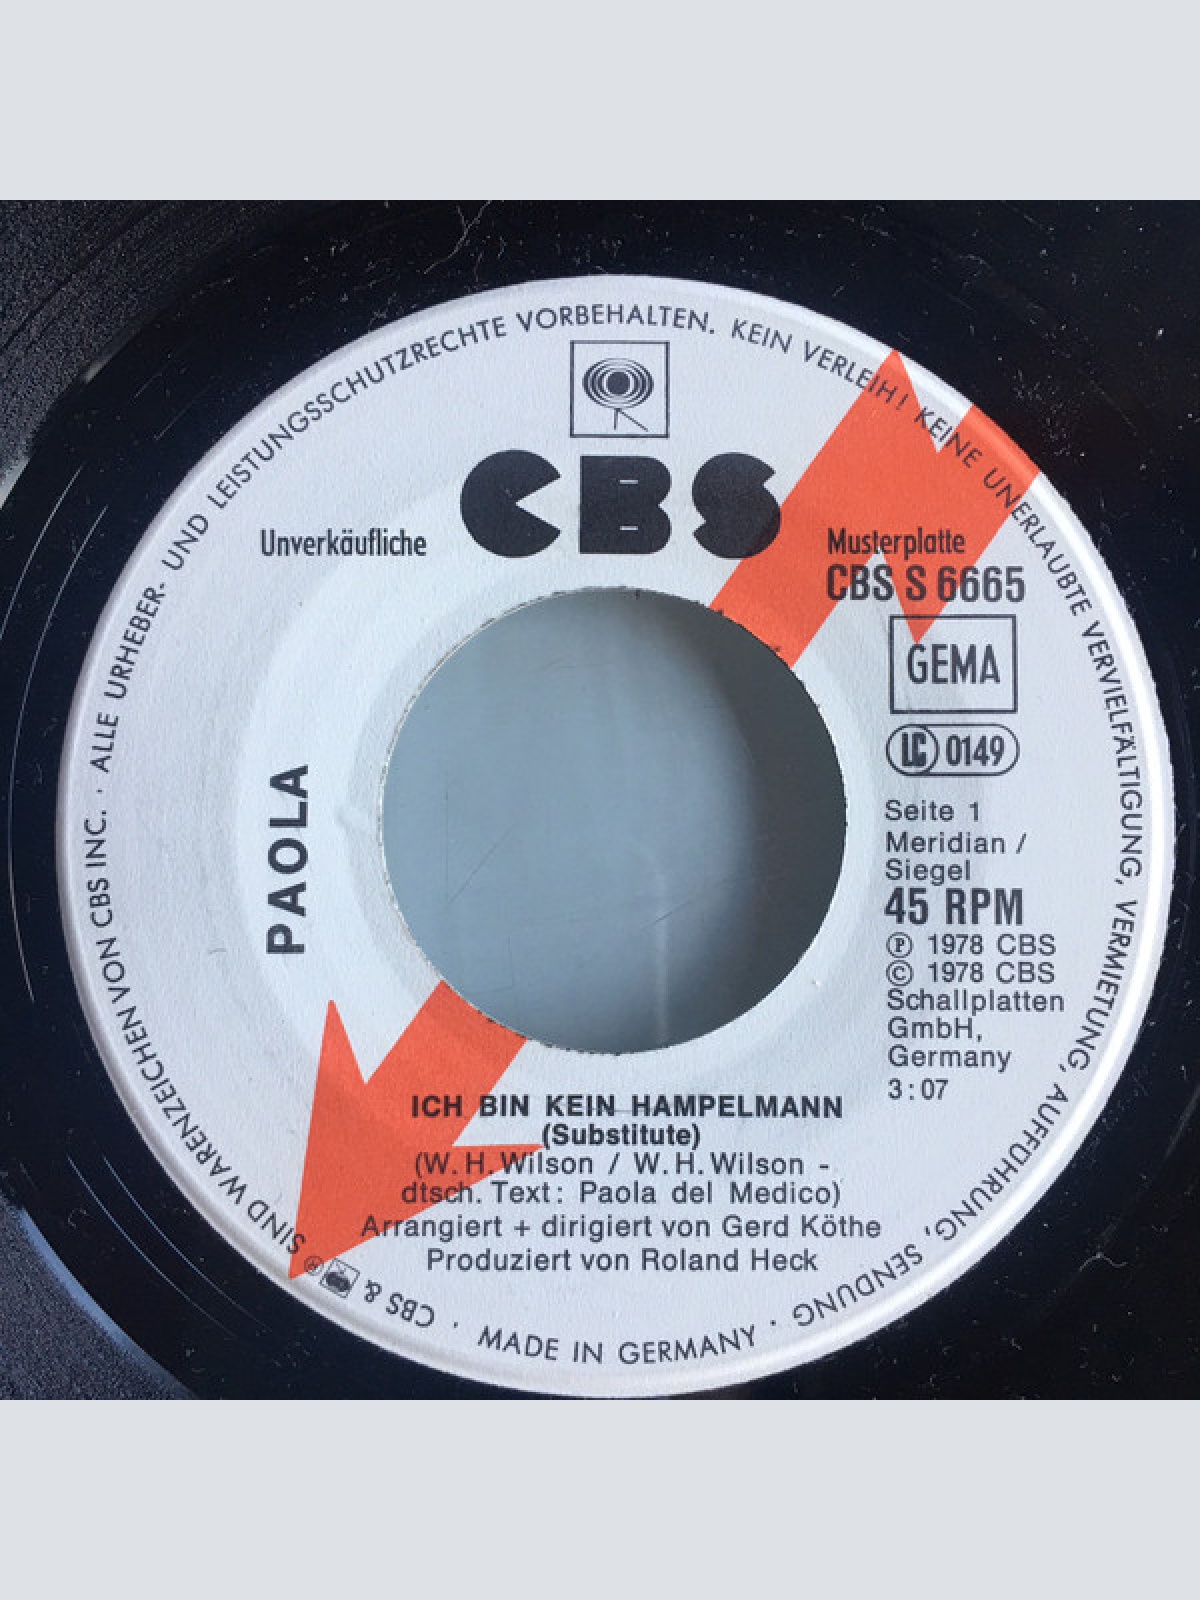 ALLE URHEBER- UND LEISTUNGSSCHUTZRECHTE VORBEHALTEN. KEIN VERLEIH! KEINE UNERLAUBTE VERVIELFÄLTIGUNG, VERMIETUNG, AUFFÜHRUNG, SENDUNG ·
MADE IN GERMANY ·
CBS & ® SIND WARENZEICHEN VON CBS INC. ·
CBS
Unverkäufliche
Musterplatte
CBS S 6665
GEMA
LC 0149
Seite 1
Meridian /
Siegel
45 RPM
Ⓟ 1978 CBS
© 1978 CBS
Schallplatten
GmbH,
Germany
3:07
PAOLA
ICH BIN KEIN HAMPELMANN
(Substitute)
(W. H. Wilson / W. H. Wilson -
dtsch. Text: Paola del Medico)
Arrangiert + dirigiert von Gerd Köthe
Produziert von Roland Heck